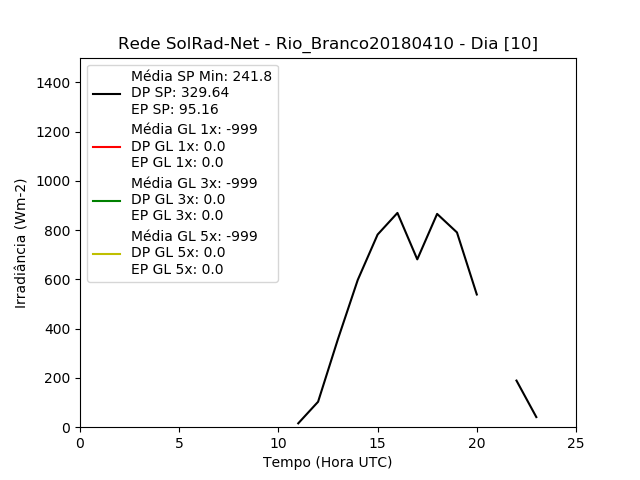 Rede SolRad-Net - Rio_Branco20180410 - Dia [10]
Média SP Min: 241.8
DP SP: 329.64
EP SP: 95.16
Média GL 1x: -999
DP GL 1x: 0.0
EP GL 1x: 0.0
Média GL 3x: -999
DP GL 3x: 0.0
EP GL 3x: 0.0
Média GL 5x: -999
DP GL 5x: 0.0
EP GL 5x: 0.0
Irradiância (Wm-2)
1400
1200
1000
800
600
400
200
0
0 5 10 15 20 25
Tempo (Hora UTC)